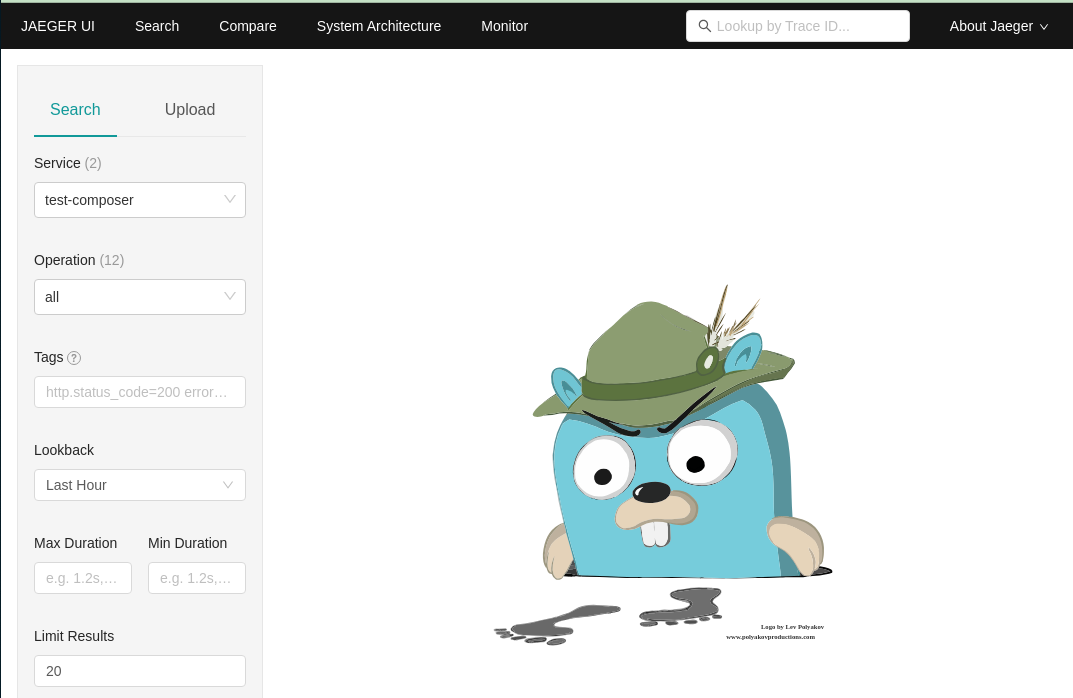 JAEGER UI Search Compare System Architecture Monitor Lookup by Trace ID... About Jaeger
Search Upload
Service (2)
test-composer
Operation (12)
all
Tags ?
http.status_code=200 error…
Lookback
Last Hour
Max Duration Min Duration
e.g. 1.2s,… e.g. 1.2s,…
Limit Results
20
Logo by Lev Polyakov
www.polyakovproductions.com